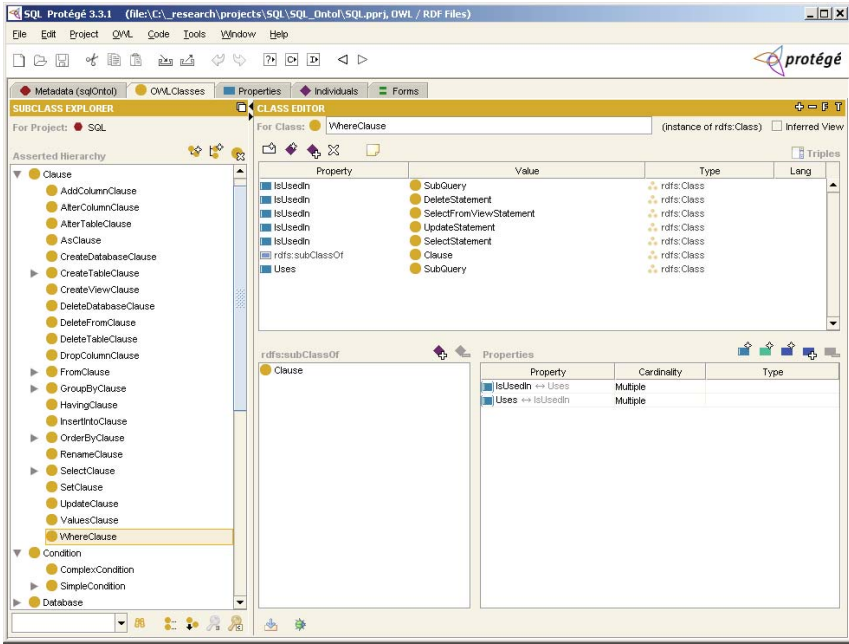 SQL Protégé 3.3.1 (file:\C:\_research\projects\SQL\SQL_Ontol\SQL.pprj, OWL / RDF Files)
File Edit Project OWL Code Tools Window Help
protégé
Metadata (sqlOntol) OWLClasses Properties Individuals Forms
SUBCLASS EXPLORER
For Project: SQL
Asserted Hierarchy
Clause
AddColumnClause
AlterColumnClause
AlterTableClause
AsClause
CreateDatabaseClause
CreateTableClause
CreateViewClause
DeleteDatabaseClause
DeleteFromClause
DeleteTableClause
DropColumnClause
FromClause
GroupByClause
HavingClause
InsertIntoClause
OrderByClause
RenameClause
SelectClause
SetClause
UpdateClause
ValuesClause
WhereClause
Condition
ComplexCondition
SimpleCondition
Database
CLASS EDITOR
For Class: WhereClause (instance of rdfs:Class) Inferred View
Triples
Property Value Type Lang
IsUsedIn SubQuery rdfs:Class
IsUsedIn DeleteStatement rdfs:Class
IsUsedIn SelectFromViewStatement rdfs:Class
IsUsedIn UpdateStatement rdfs:Class
IsUsedIn SelectStatement rdfs:Class
rdfs:subClassOf Clause rdfs:Class
Uses SubQuery rdfs:Class
rdfs:subClassOf
Clause
Properties
Property Cardinality Type
IsUsedIn ↔ Uses Multiple
Uses ↔ IsUsedIn Multiple